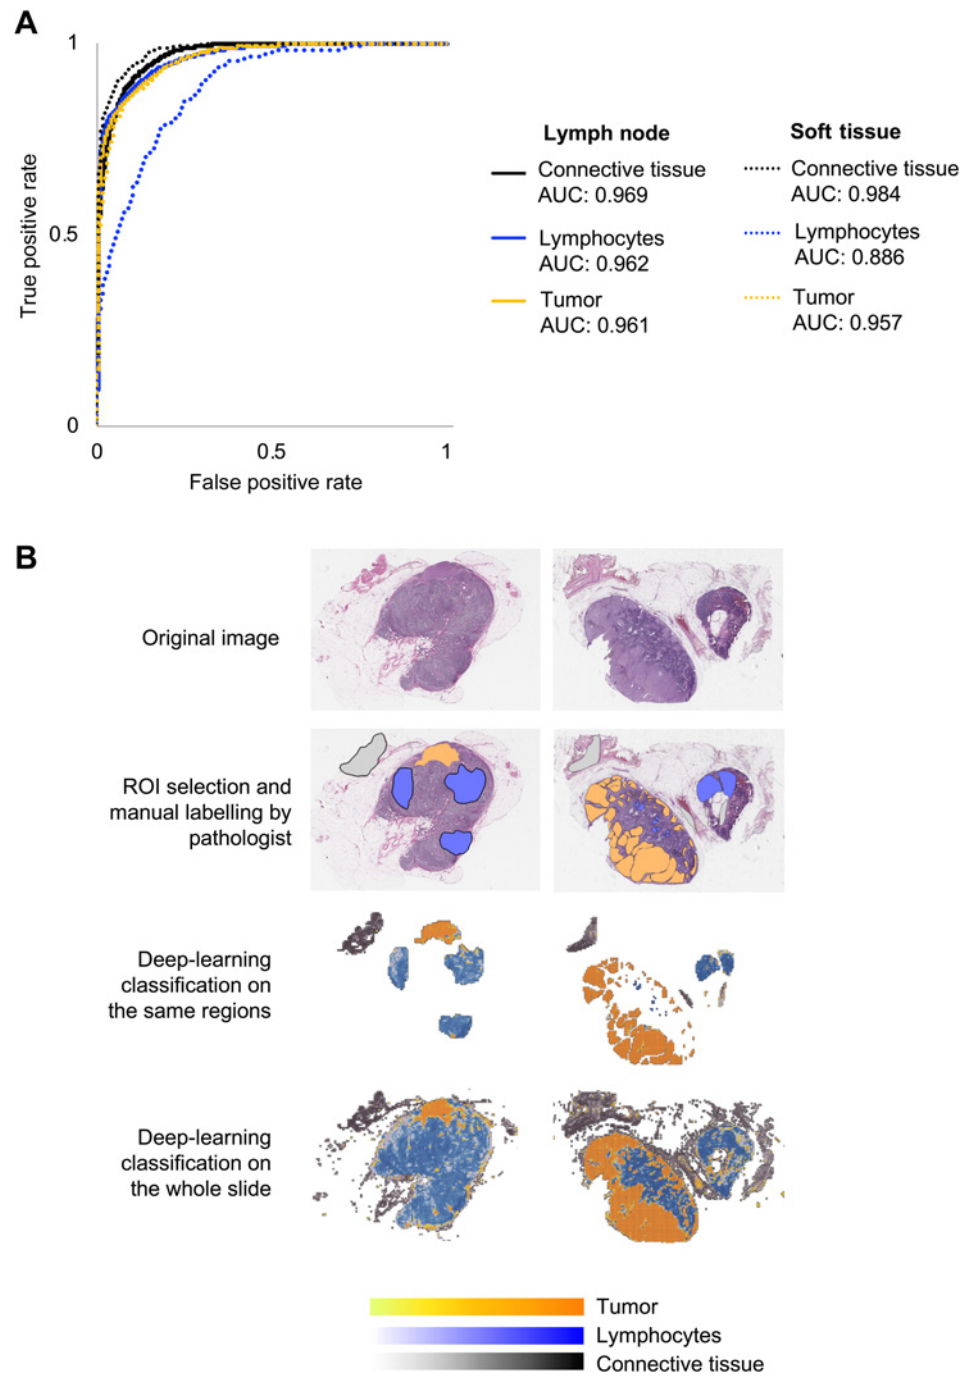 A
1
0.5
0
True positive rate
0
0.5
1
False positive rate
Lymph node
Connective tissue
AUC: 0.969
Lymphocytes
AUC: 0.962
Tumor
AUC: 0.961
Soft tissue
Connective tissue
AUC: 0.984
Lymphocytes
AUC: 0.886
Tumor
AUC: 0.957
B
Original image
ROI selection and
manual labelling by
pathologist
Deep-learning
classification on
the same regions
Deep-learning
classification on
the whole slide
Tumor
Lymphocytes
Connective tissue